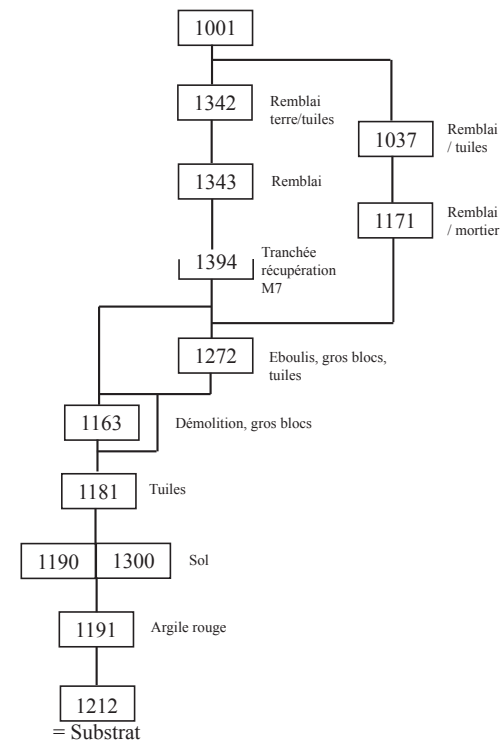 1001
1342
Remblai
terre/tuiles
1037
Remblai
/ tuiles
1343
Remblai
1171
Remblai
/ mortier
1394
Tranchée
récupération
M7
1272
Eboulis, gros blocs,
tuiles
1163
Démolition, gros blocs
1181
Tuiles
1190
1300
Sol
1191
Argile rouge
1212
= Substrat